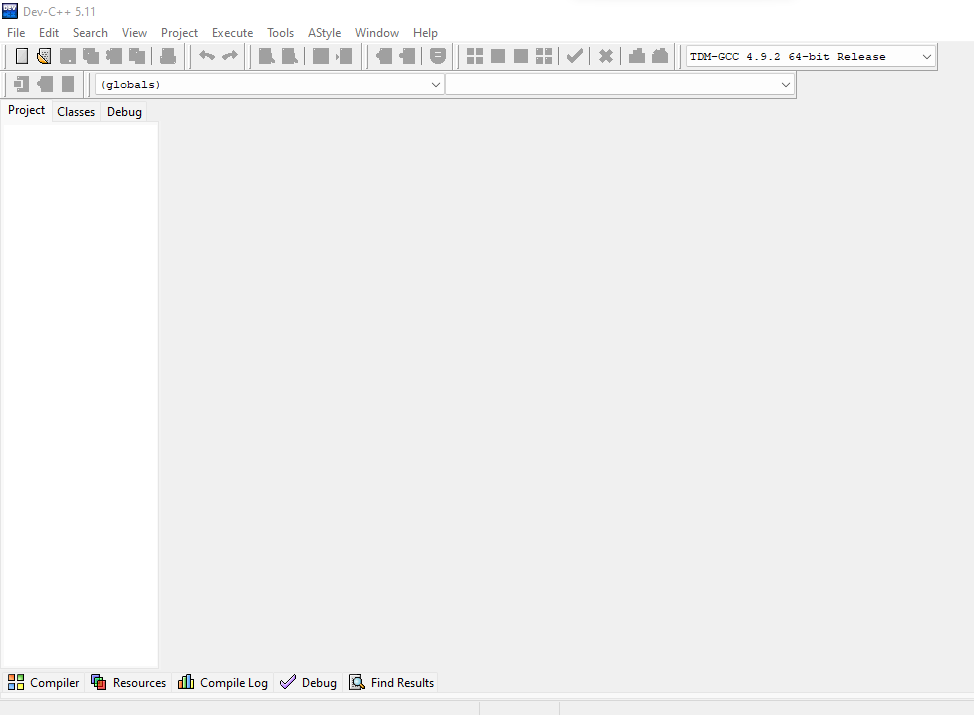 Dev-C++ 5.11
File Edit Search View Project Execute Tools AStyle Window Help
TDM-GCC 4.9.2 64-bit Release
(globals)
Project Classes Debug
Compiler Resources Compile Log Debug Find Results